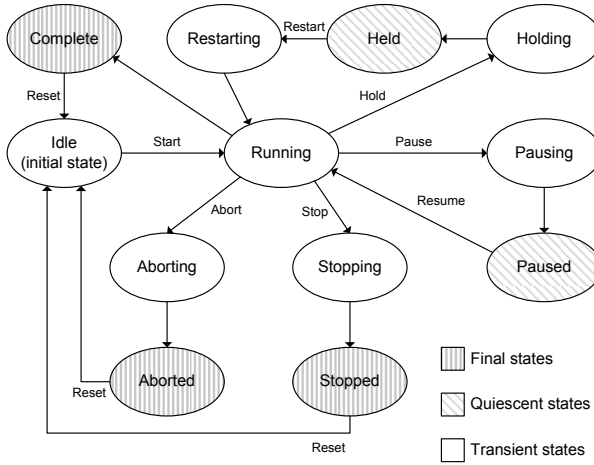 Complete
Restarting
Restart
Held
Holding
Reset
Hold
Idle
(initial state)
Start
Running
Pause
Pausing
Resume
Abort
Stop
Aborting
Stopping
Paused
Aborted
Stopped
Reset
Reset
Final states
Quiescent states
Transient states